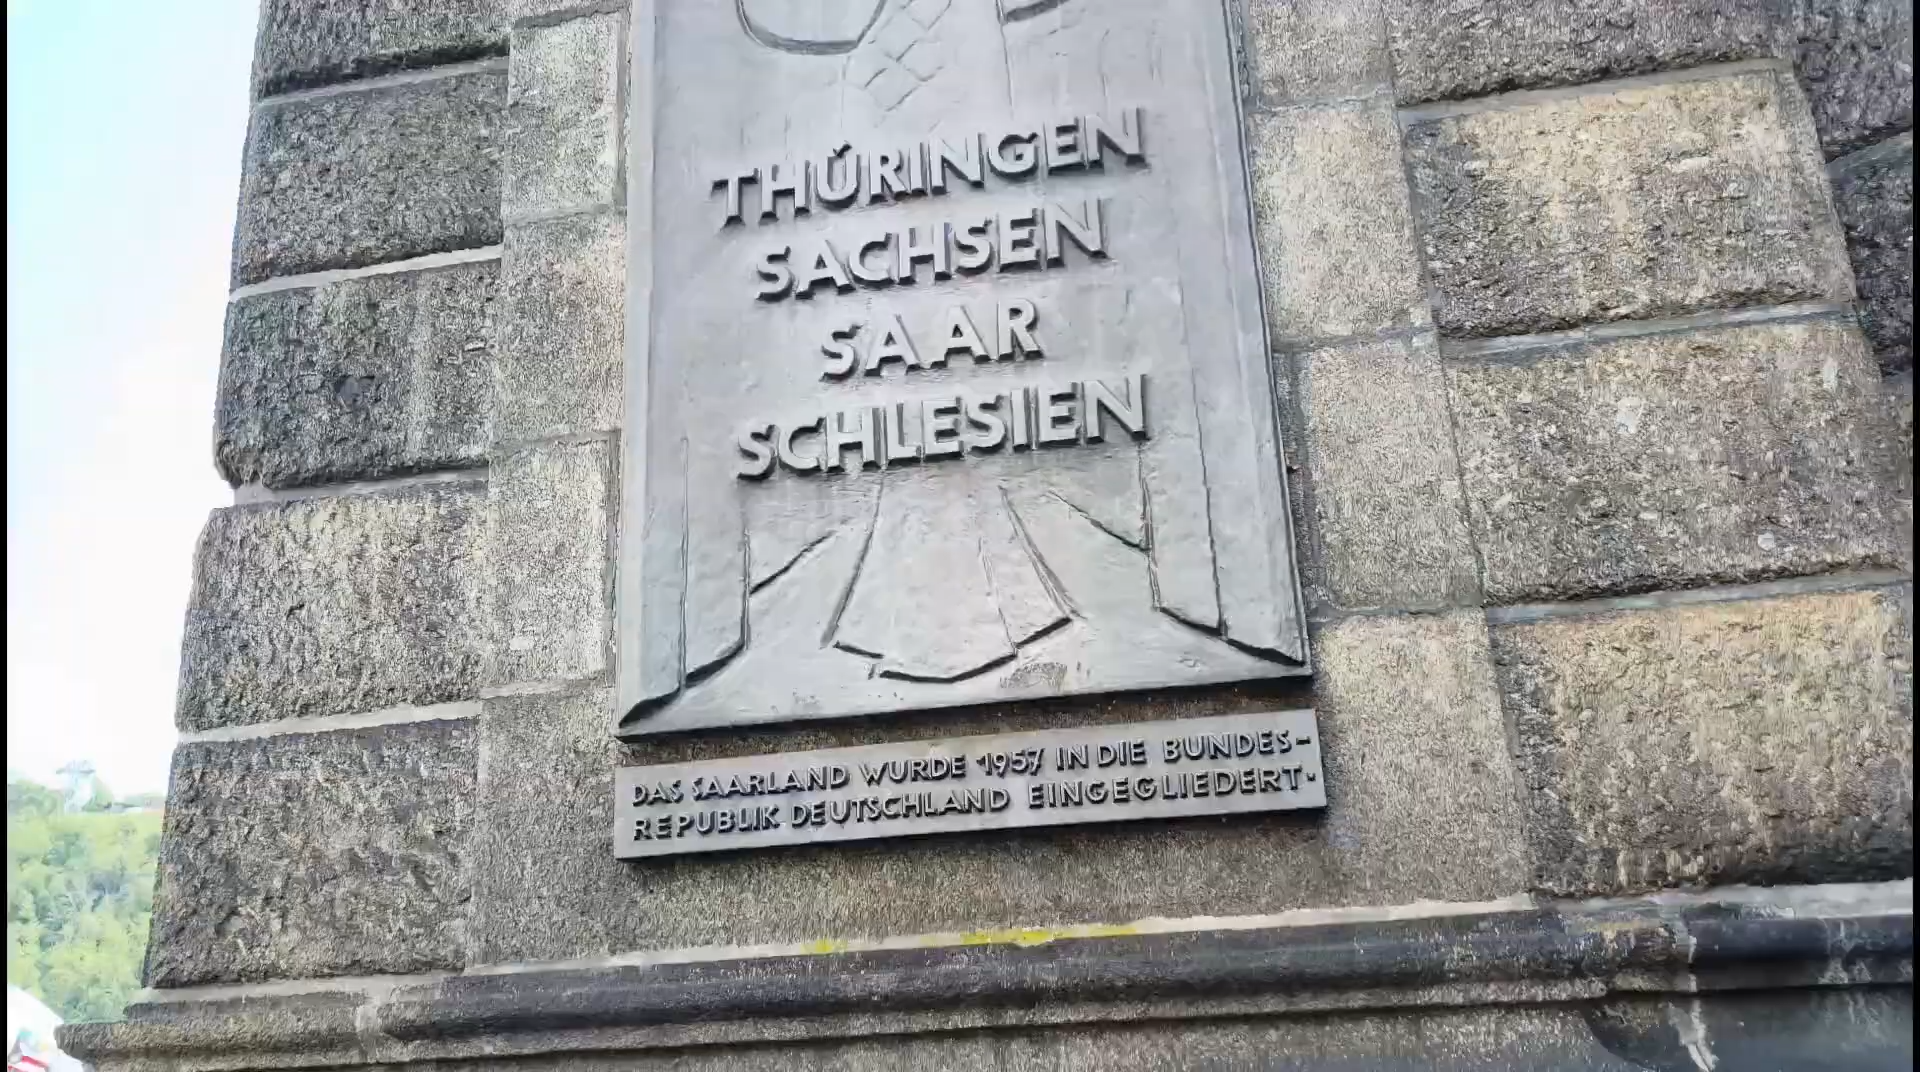 THÜRINGEN
SACHSEN
SAAR
SCHLESIEN
DAS SAARLAND WURDE 1957 IN DIE BUNDES-
REPUBLIK DEUTSCHLAND EINGEGLIEDERT.